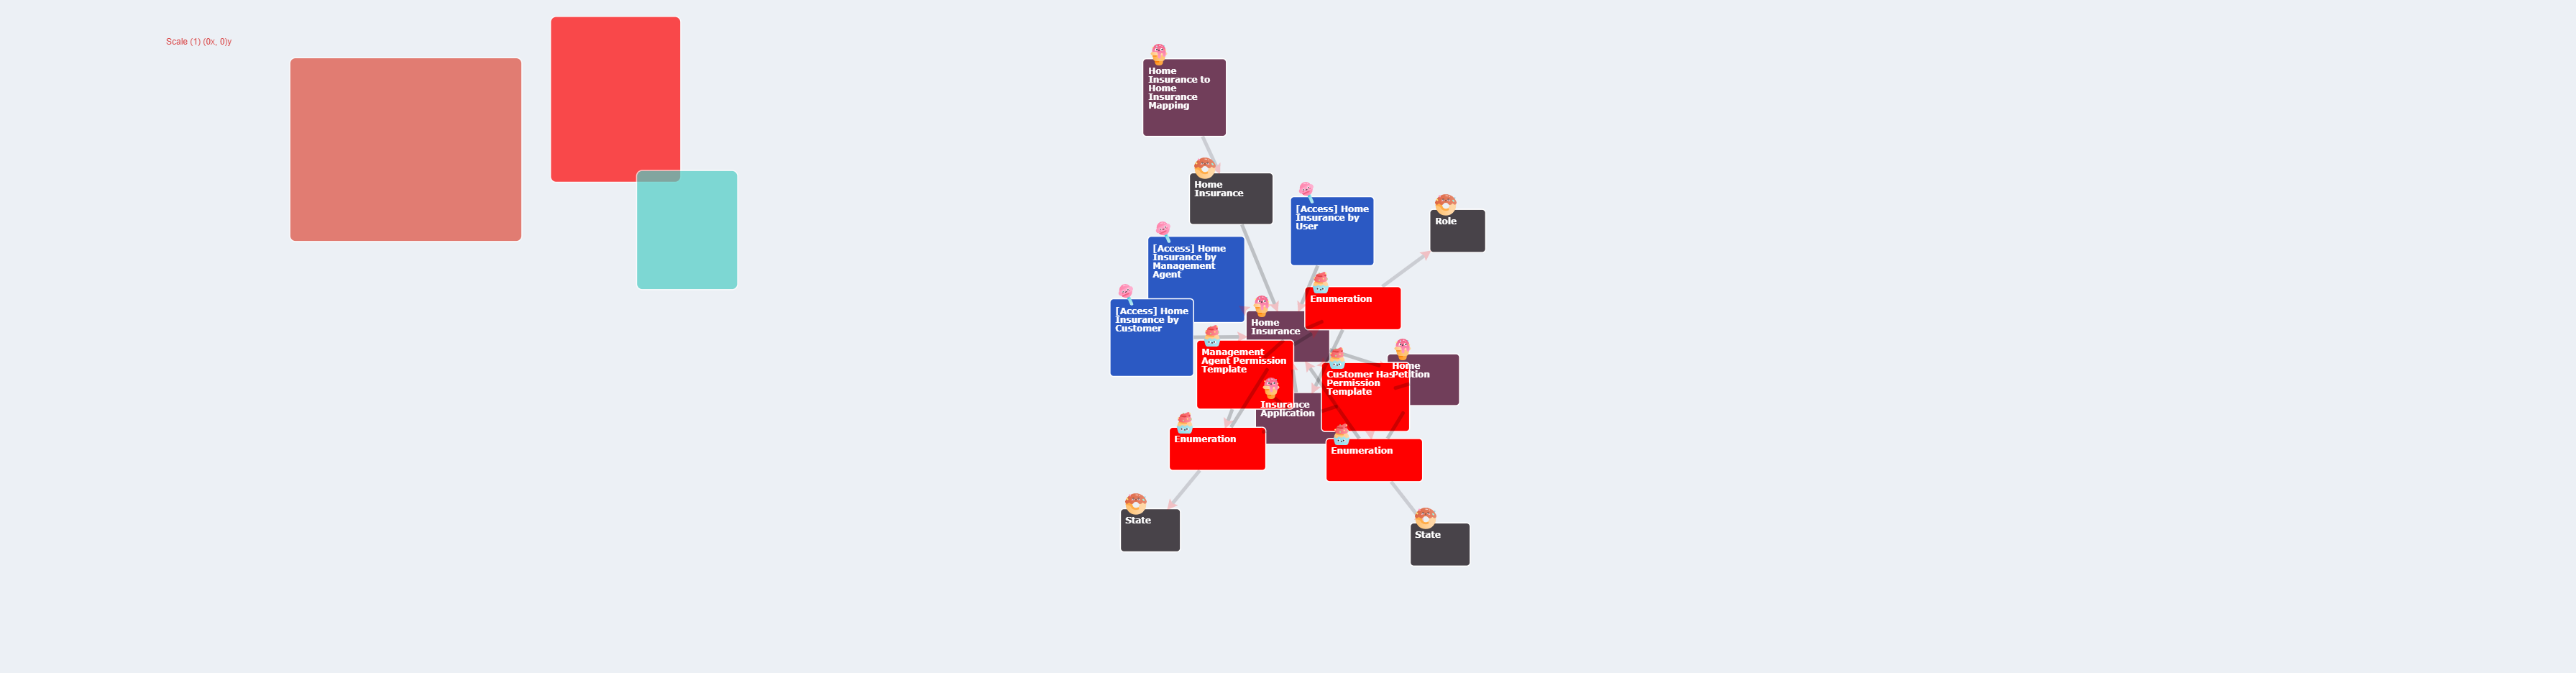 Scale (1) (0x, 0)y
Home
Insurance to
Home
Insurance
Mapping
Home
Insurance
[Access] Home
Insurance by
User
Role
[Access] Home
Insurance by
Management
Agent
Enumeration
[Access] Home
Insurance by
Customer
Home
Insurance
Management
Agent Permission
Template
Customer Has
Permission
Template
Home
Petition
Insurance
Application
Enumeration
Enumeration
State
State